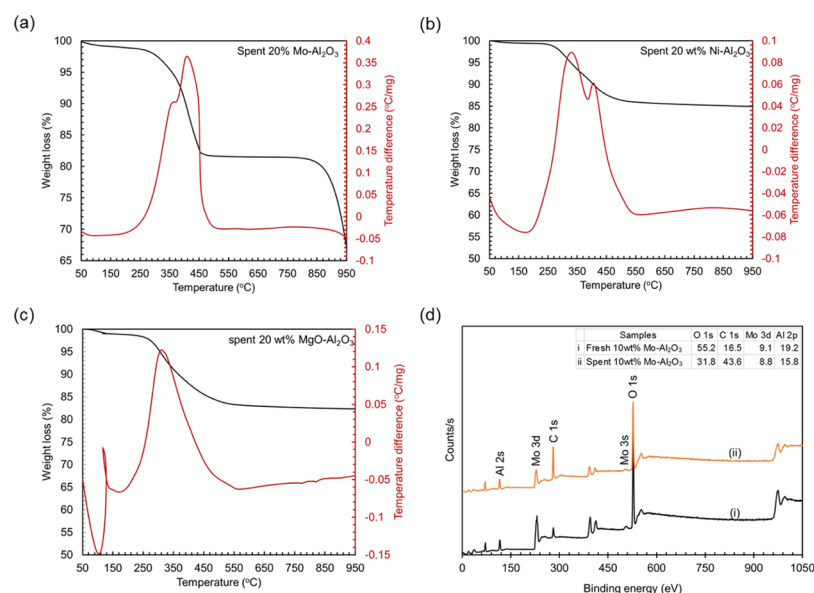 (a)
Spent 20% Mo-Al₂O₃
Weight loss (%)
100
95
90
85
80
75
70
65
0.4
0.35
0.3
0.25
0.2
0.15
0.1
0.05
0
-0.05
-0.1
Temperature difference (°C/mg)
50 150 250 350 450 550 650 750 850 950
Temperature (°C)
(b)
Spent 20 wt% Ni-Al₂O₃
Weight loss (%)
100
95
90
85
80
75
70
65
60
55
50
0.1
0.08
0.06
0.04
0.02
0
-0.02
-0.04
-0.06
-0.08
-0.1
Temperature difference (°C/mg)
50 150 250 350 450 550 650 750 850 950
Temperature (°C)
(c)
spent 20 wt% MgO-Al₂O₃
Weight loss (%)
100
95
90
85
80
75
70
65
60
55
50
0.15
0.1
0.05
0
-0.05
-0.1
-0.15
Temperature difference (°C/mg)
50 150 250 350 450 550 650 750 850 950
Temperature (°C)
(d)
Samples O 1s C 1s Mo 3d Al 2p
i Fresh 10wt% Mo-Al₂O₃ 55.2 16.5 9.1 19.2
ii Spent 10wt% Mo-Al₂O₃ 31.8 43.6 8.8 15.8
Counts/s
Al 2s
Mo 3d
C 1s
Mo 3s
O 1s
(ii)
(i)
0 150 300 450 600 750 900 1050
Binding energy (eV)